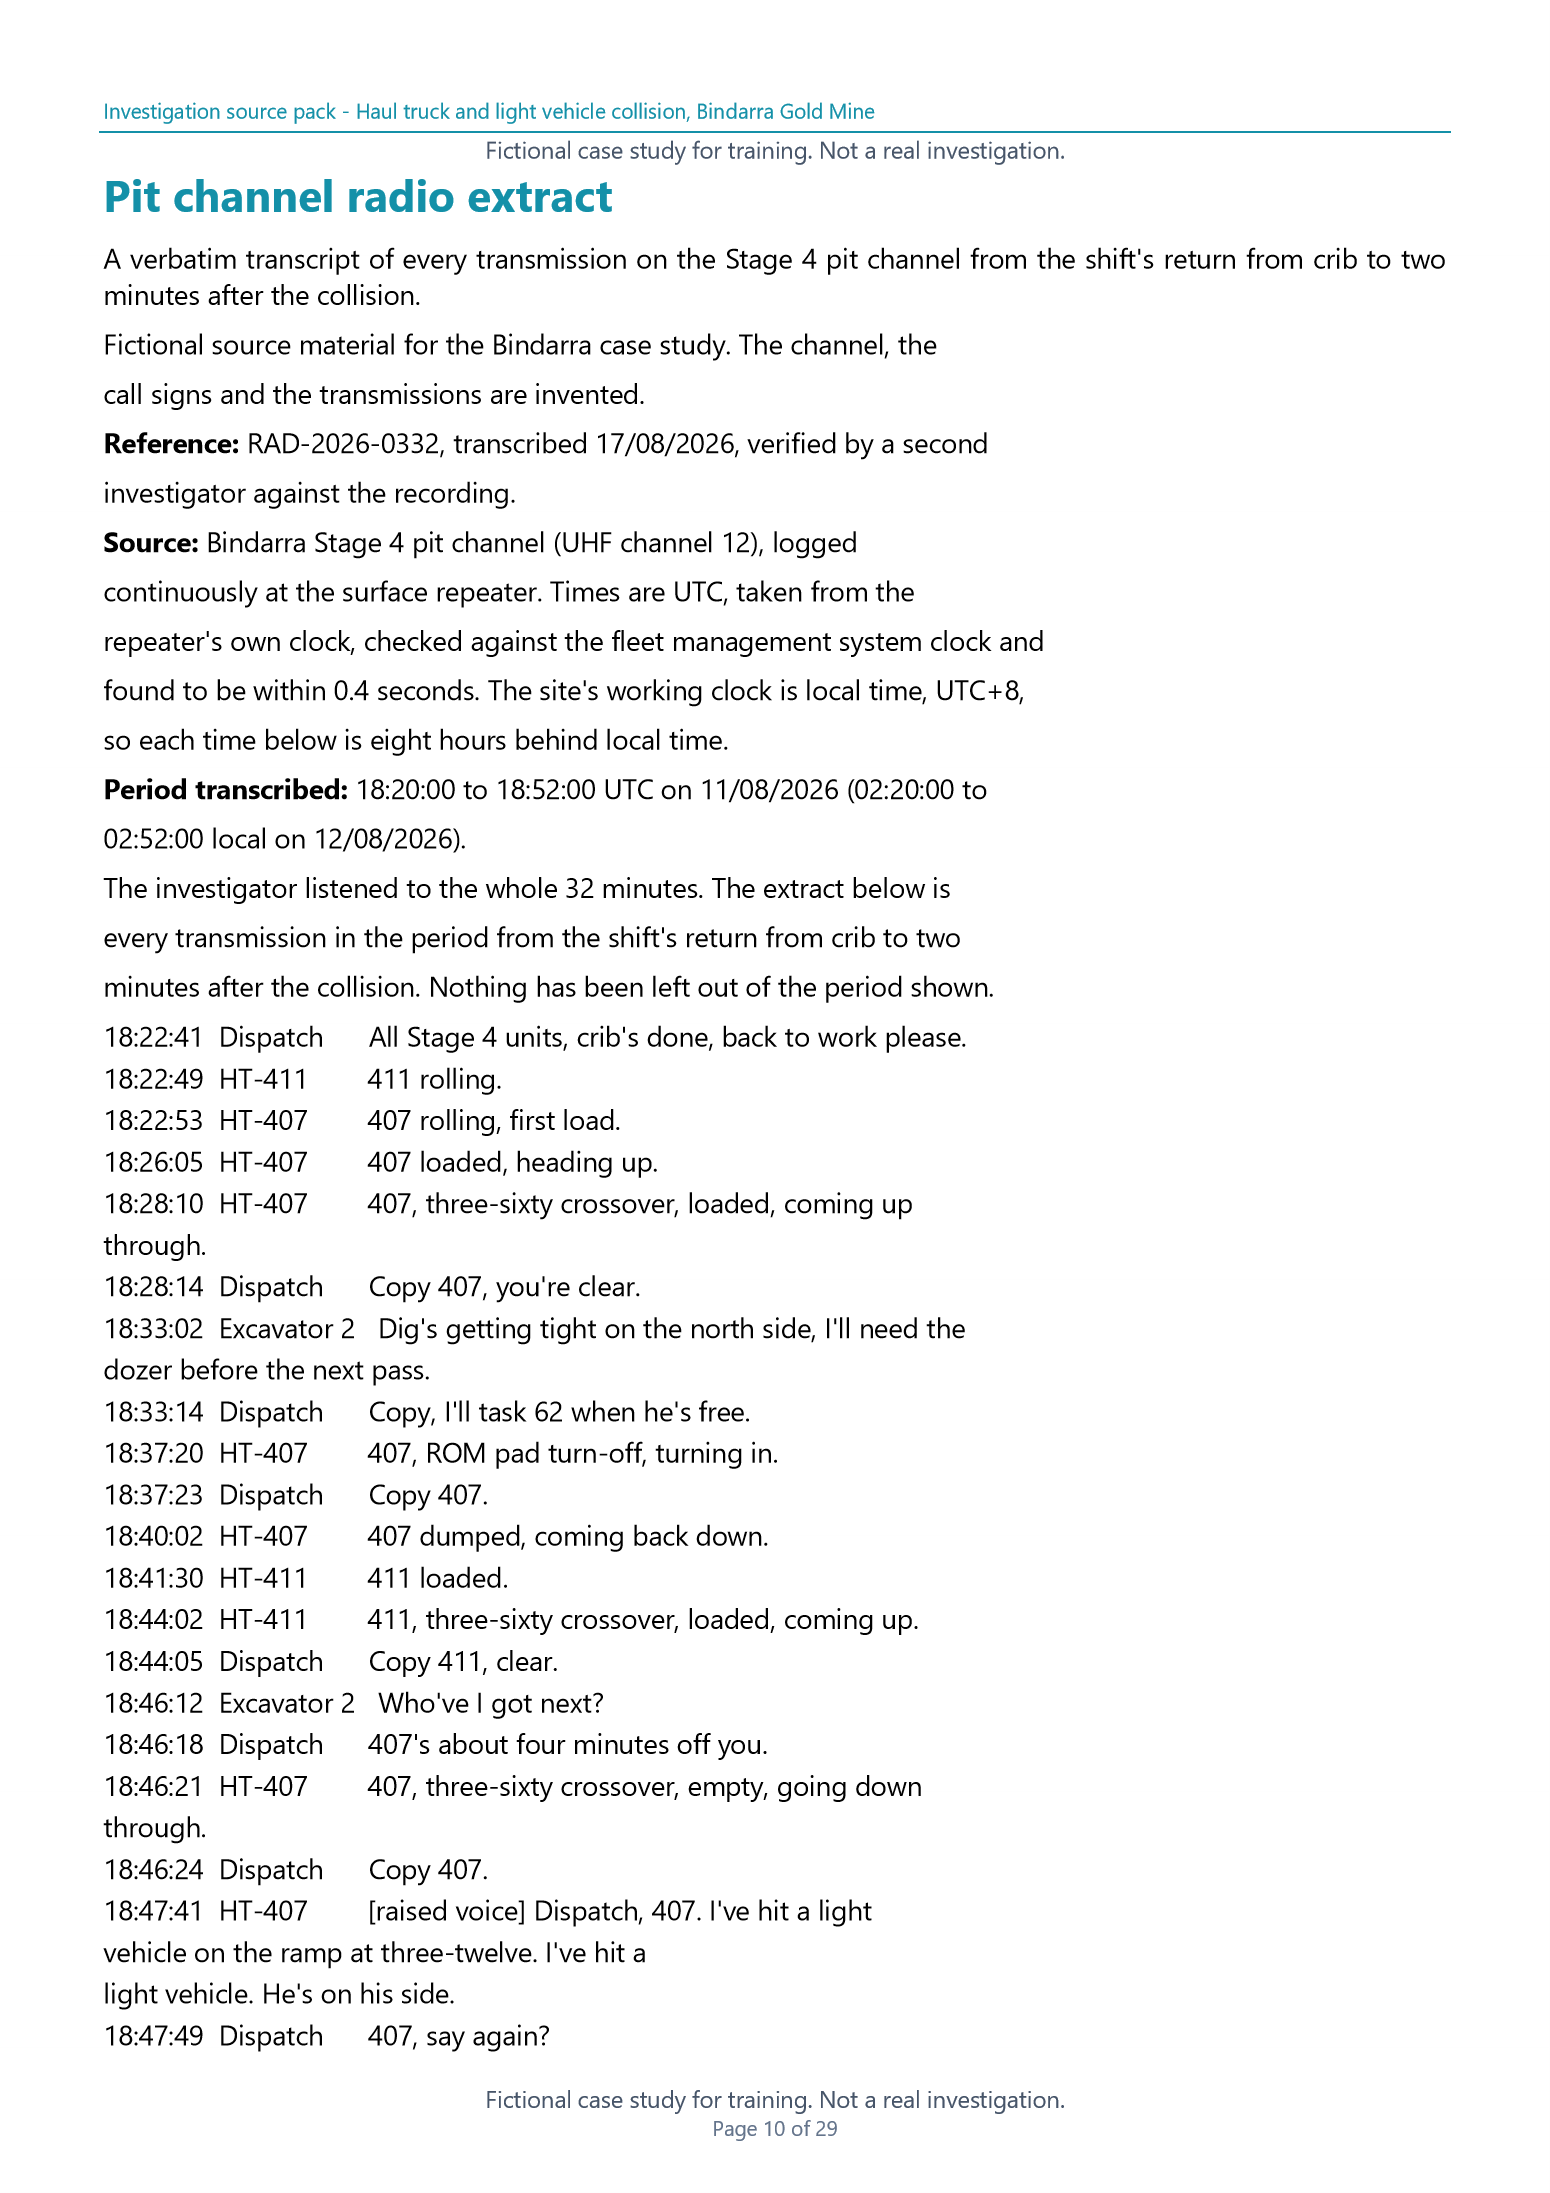 Investigation source pack - Haul truck and light vehicle collision, Bindarra Gold Mine
Fictional case study for training. Not a real investigation.
Pit channel radio extract
A verbatim transcript of every transmission on the Stage 4 pit channel from the shift's return from crib to two
minutes after the collision.
Fictional source material for the Bindarra case study. The channel, the
call signs and the transmissions are invented.
Reference: RAD-2026-0332, transcribed 17/08/2026, verified by a second
investigator against the recording.
Source: Bindarra Stage 4 pit channel (UHF channel 12), logged
continuously at the surface repeater. Times are UTC, taken from the
repeater's own clock, checked against the fleet management system clock and
found to be within 0.4 seconds. The site's working clock is local time, UTC+8,
so each time below is eight hours behind local time.
Period transcribed: 18:20:00 to 18:52:00 UTC on 11/08/2026 (02:20:00 to
02:52:00 local on 12/08/2026).
The investigator listened to the whole 32 minutes. The extract below is
every transmission in the period from the shift's return from crib to two
minutes after the collision. Nothing has been left out of the period shown.
18:22:41 Dispatch All Stage 4 units, crib's done, back to work please.
18:22:49 HT-411 411 rolling.
18:22:53 HT-407 407 rolling, first load.
18:26:05 HT-407 407 loaded, heading up.
18:28:10 HT-407 407, three-sixty crossover, loaded, coming up
through.
18:28:14 Dispatch Copy 407, you're clear.
18:33:02 Excavator 2 Dig's getting tight on the north side, I'll need the
dozer before the next pass.
18:33:14 Dispatch Copy, I'll task 62 when he's free.
18:37:20 HT-407 407, ROM pad turn-off, turning in.
18:37:23 Dispatch Copy 407.
18:40:02 HT-407 407 dumped, coming back down.
18:41:30 HT-411 411 loaded.
18:44:02 HT-411 411, three-sixty crossover, loaded, coming up.
18:44:05 Dispatch Copy 411, clear.
18:46:12 Excavator 2 Who've I got next?
18:46:18 Dispatch 407's about four minutes off you.
18:46:21 HT-407 407, three-sixty crossover, empty, going down
through.
18:46:24 Dispatch Copy 407.
18:47:41 HT-407 [raised voice] Dispatch, 407. I've hit a light
vehicle on the ramp at three-twelve. I've hit a
light vehicle. He's on his side.
18:47:49 Dispatch 407, say again?
Fictional case study for training. Not a real investigation.
Page 10 of 29